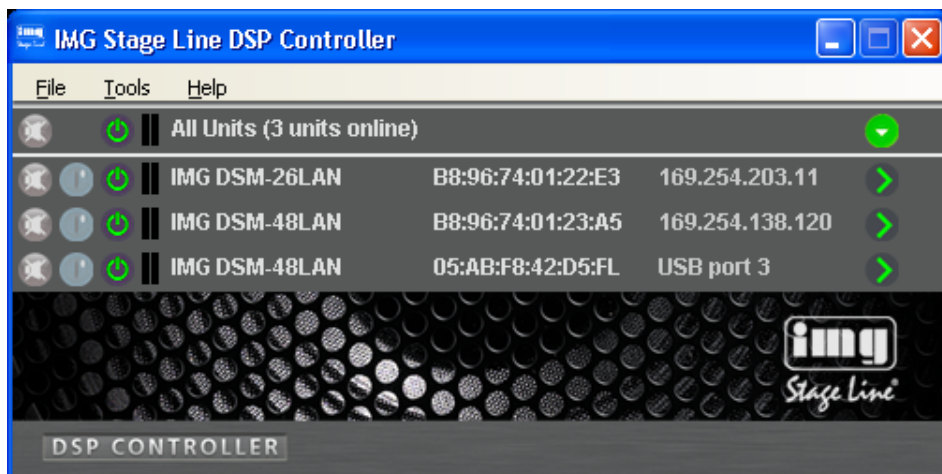 IMG Stage Line DSP Controller
File Tools Help
All Units (3 units online)
IMG DSM-26LAN B8:96:74:01:22:E3 169.254.203.11
IMG DSM-48LAN B8:96:74:01:23:A5 169.254.138.120
IMG DSM-48LAN 05:AB:F8:42:D5:FL USB port 3
img
Stage Line
DSP CONTROLLER